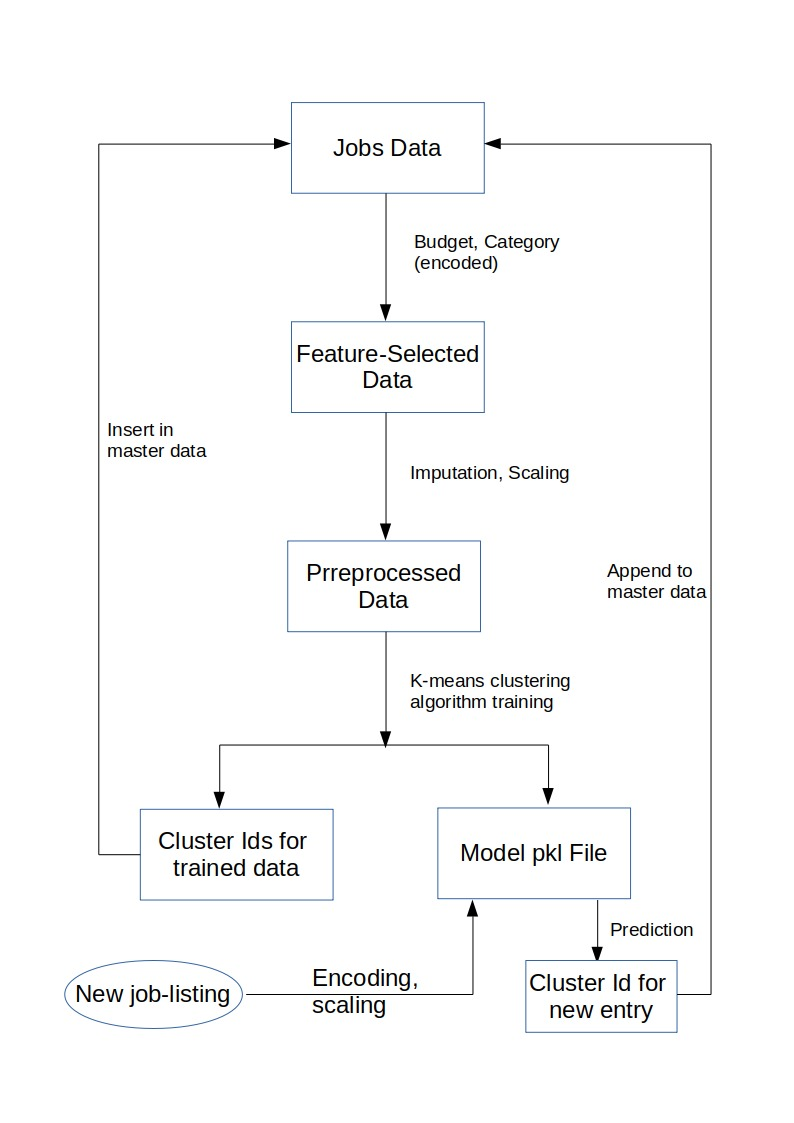 Jobs Data
Budget, Category
(encoded)
Feature-Selected
Data
Insert in
master data
Imputation, Scaling
Prreprocessed
Data
Append to
master data
K-means clustering
algorithm training
Cluster Ids for
trained data
Model pkl File
Prediction
New job-listing
Encoding,
scaling
Cluster Id for
new entry